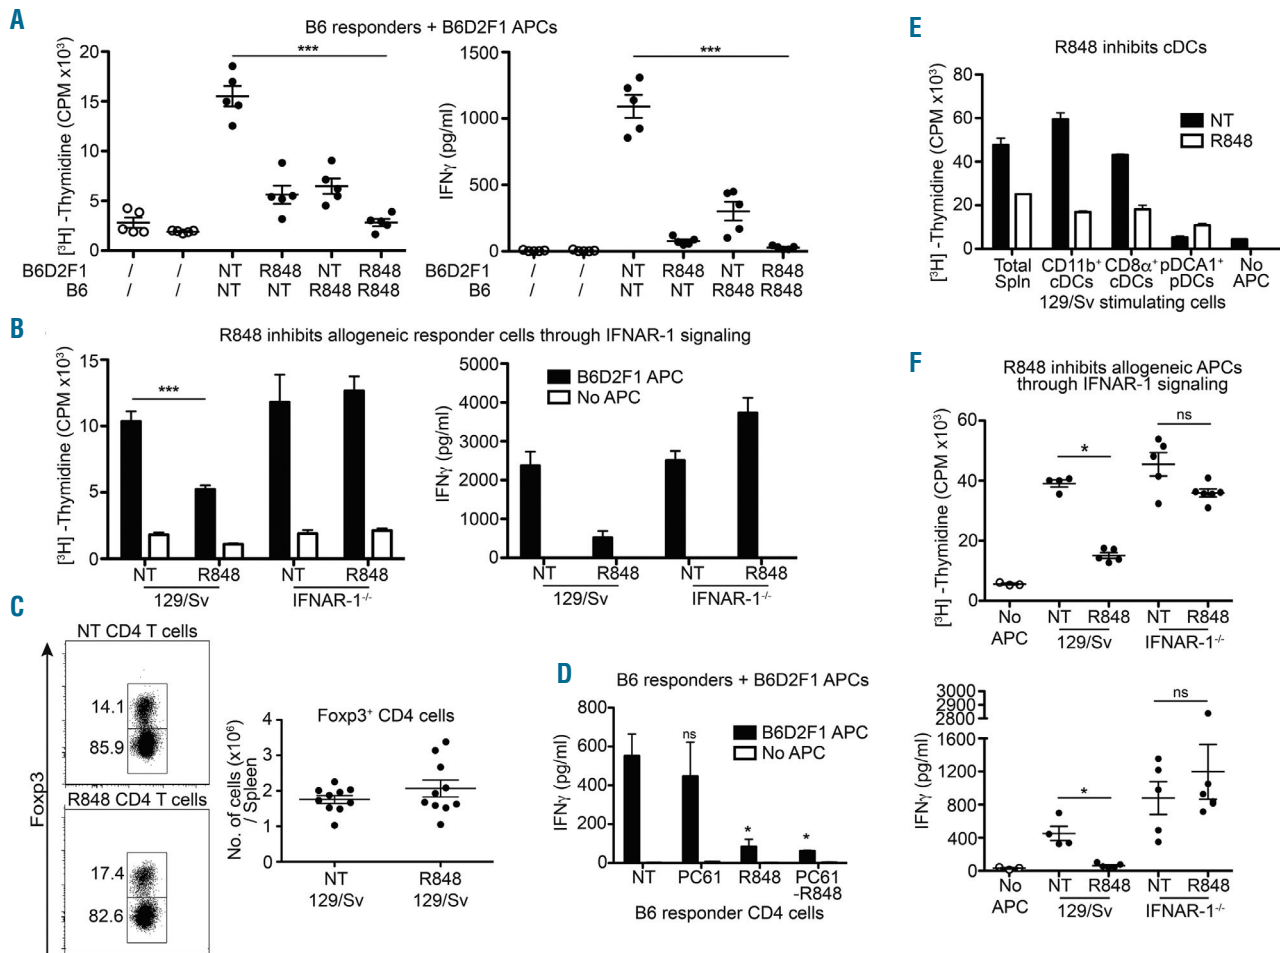 A
B6 responders + B6D2F1 APCs
[³H] -Thymidine (CPM x10³)
20
15
10
5
0
***
B6D2F1 / / NT R848 NT R848
B6 / / NT NT R848 R848
IFNγ (pg/ml)
1500
1000
500
0
***
B6D2F1 / / NT R848 NT R848
B6 / / NT NT R848 R848
B
R848 inhibits allogeneic responder cells through IFNAR-1 signaling
[³H] -Thymidine (CPM x10³)
15
10
5
0
***
NT R848 NT R848
129/Sv IFNAR-1⁻/⁻
IFNγ (pg/ml)
5000
4000
3000
2000
1000
0
B6D2F1 APC
No APC
NT R848 NT R848
129/Sv IFNAR-1⁻/⁻
C
NT CD4 T cells
14.1
85.9
Foxp3
R848 CD4 T cells
17.4
82.6
Foxp3⁺ CD4 cells
No. of cells (x10⁶)
/ Spleen
4
3
2
1
0
NT R848
129/Sv 129/Sv
D
B6 responders + B6D2F1 APCs
IFNγ (pg/ml)
800
600
400
200
0
B6D2F1 APC
No APC
ns
*
*
NT PC61 R848 PC61
-R848
B6 responder CD4 cells
E
R848 inhibits cDCs
[³H] -Thymidine (CPM x10³)
80
60
40
20
0
NT
R848
Total CD11b⁺ CD8α⁺ pDCA1⁺ No
Spln cDCs cDCs pDCs APC
129/Sv stimulating cells
F
R848 inhibits allogeneic APCs
through IFNAR-1 signaling
[³H] -Thymidine (CPM x10³)
60
40
20
0
*
ns
No NT R848 NT R848
APC 129/Sv IFNAR-1⁻/⁻
IFNγ (pg/ml)
3000
2900
2800
1600
1200
800
400
0
*
ns
No NT R848 NT R848
APC 129/Sv IFNAR-1⁻/⁻